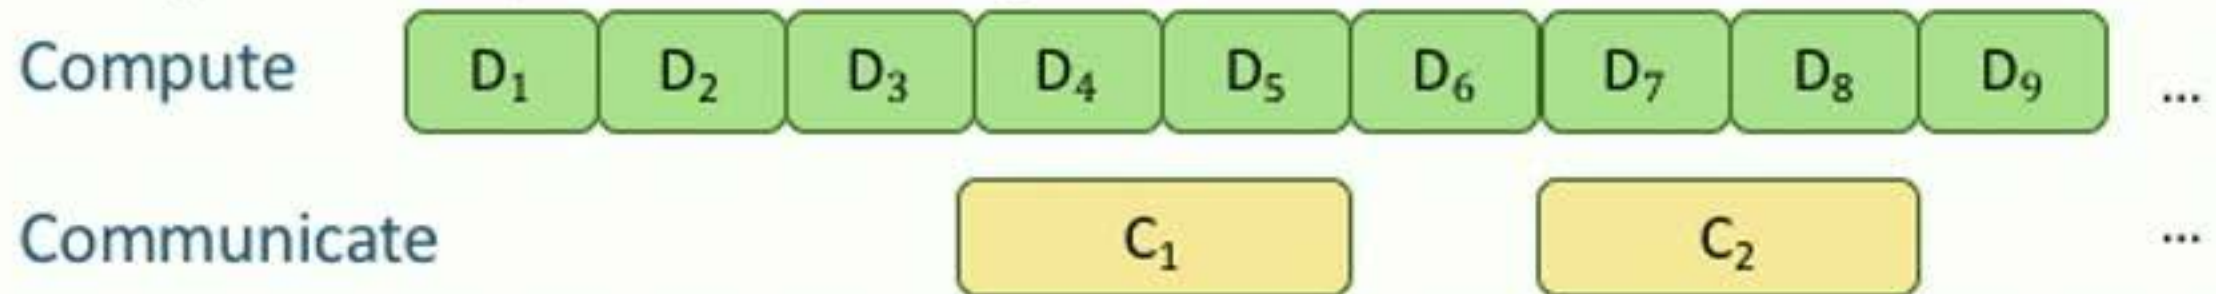 Compute D₁ D₂ D₃ D₄ D₅ D₆ D₇ D₈ D₉ ...
Communicate C₁ C₂ ...